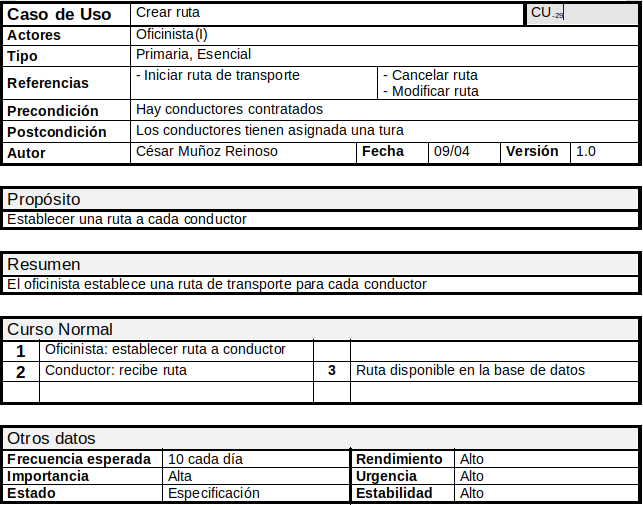 Caso de Uso Crear ruta CU.29
Actores Oficinista(I)
Tipo Primaria, Esencial
Referencias - Iniciar ruta de transporte - Cancelar ruta
- Modificar ruta
Precondición Hay conductores contratados
Postcondición Los conductores tienen asignada una tura
Autor César Muñoz Reinoso Fecha 09/04 Versión 1.0
Propósito
Establecer una ruta a cada conductor
Resumen
El oficinista establece una ruta de transporte para cada conductor
Curso Normal
1 Oficinista: establecer ruta a conductor
2 Conductor: recibe ruta 3 Ruta disponible en la base de datos
Otros datos
Frecuencia esperada 10 cada día Rendimiento Alto
Importancia Alta Urgencia Alto
Estado Especificación Estabilidad Alto